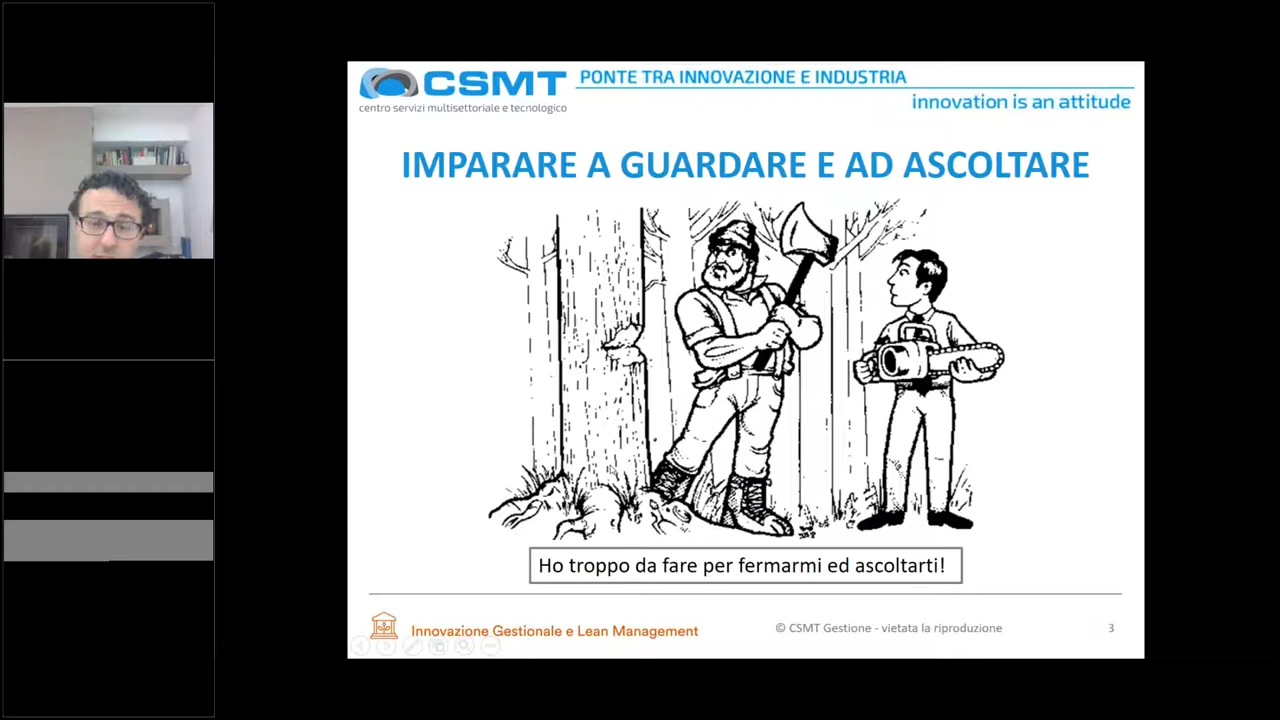 CSMT
centro servizi multisettoriale e tecnologico
PONTE TRA INNOVAZIONE E INDUSTRIA
innovation is an attitude
IMPARARE A GUARDARE E AD ASCOLTARE
Ho troppo da fare per fermarmi ed ascoltarti!
Innovazione Gestionale e Lean Management
© CSMT Gestione - vietata la riproduzione
3